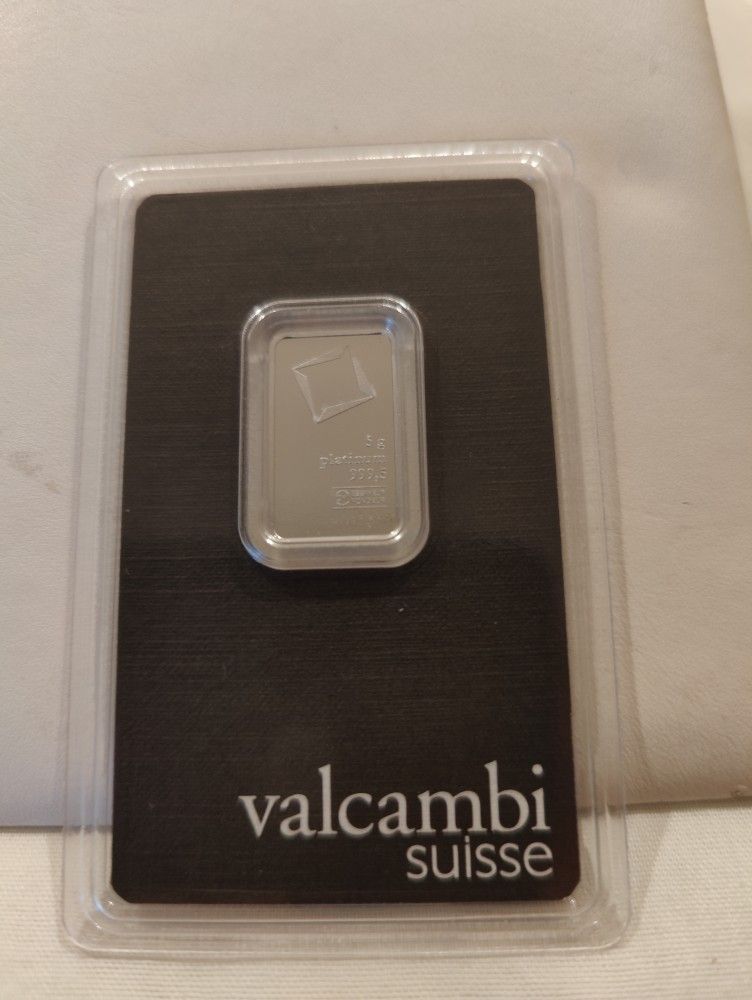 5 g
platinum
999,5
valcambi
suisse